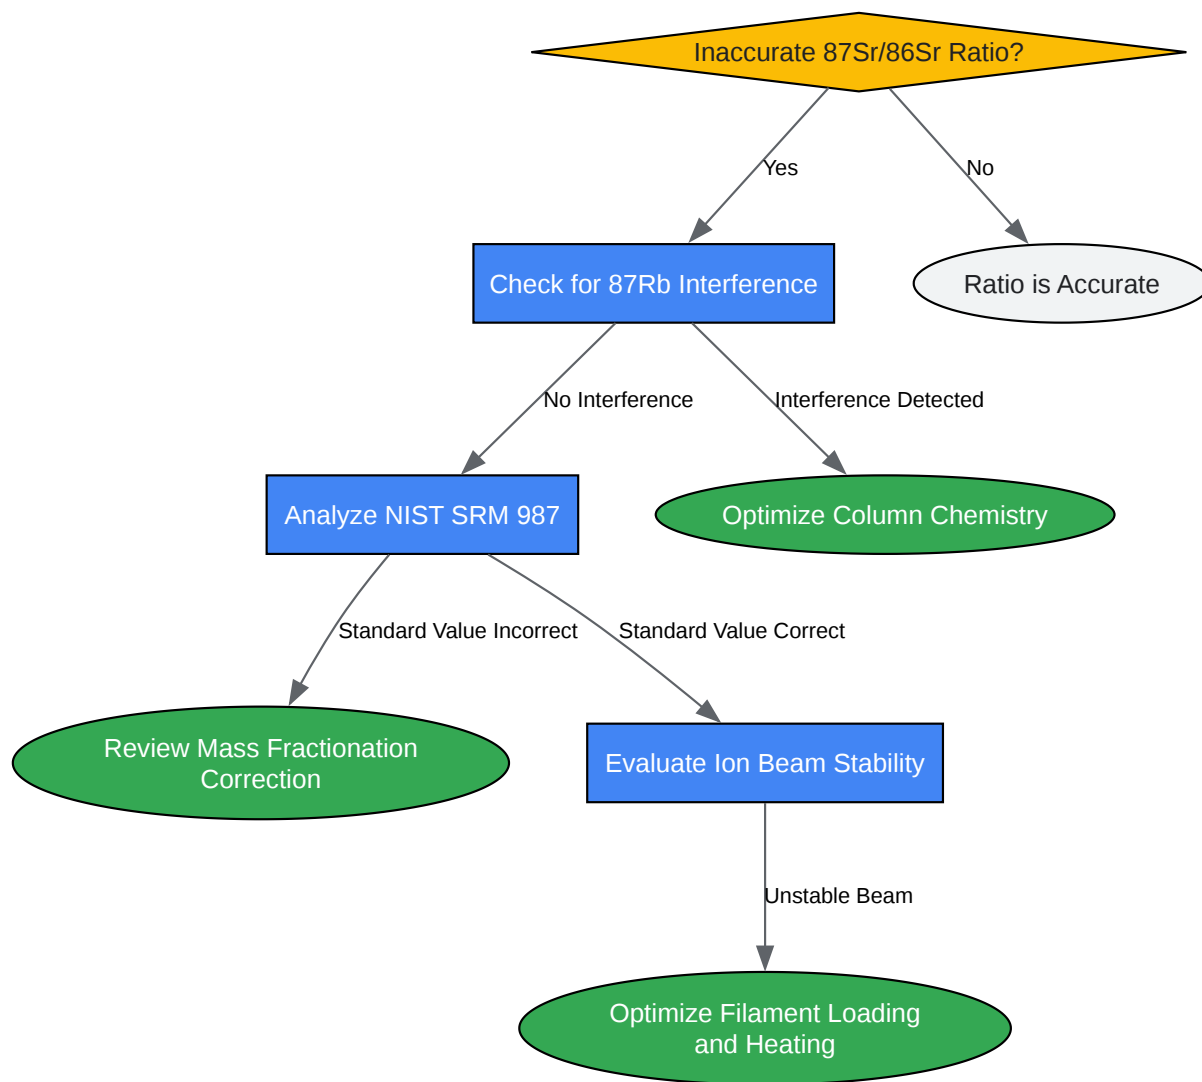 Inaccurate 87Sr/86Sr Ratio?
Yes
No
Check for 87Rb Interference
Ratio is Accurate
No Interference
Interference Detected
Analyze NIST SRM 987
Optimize Column Chemistry
Standard Value Incorrect
Standard Value Correct
Review Mass Fractionation
Correction
Evaluate Ion Beam Stability
Unstable Beam
Optimize Filament Loading
and Heating